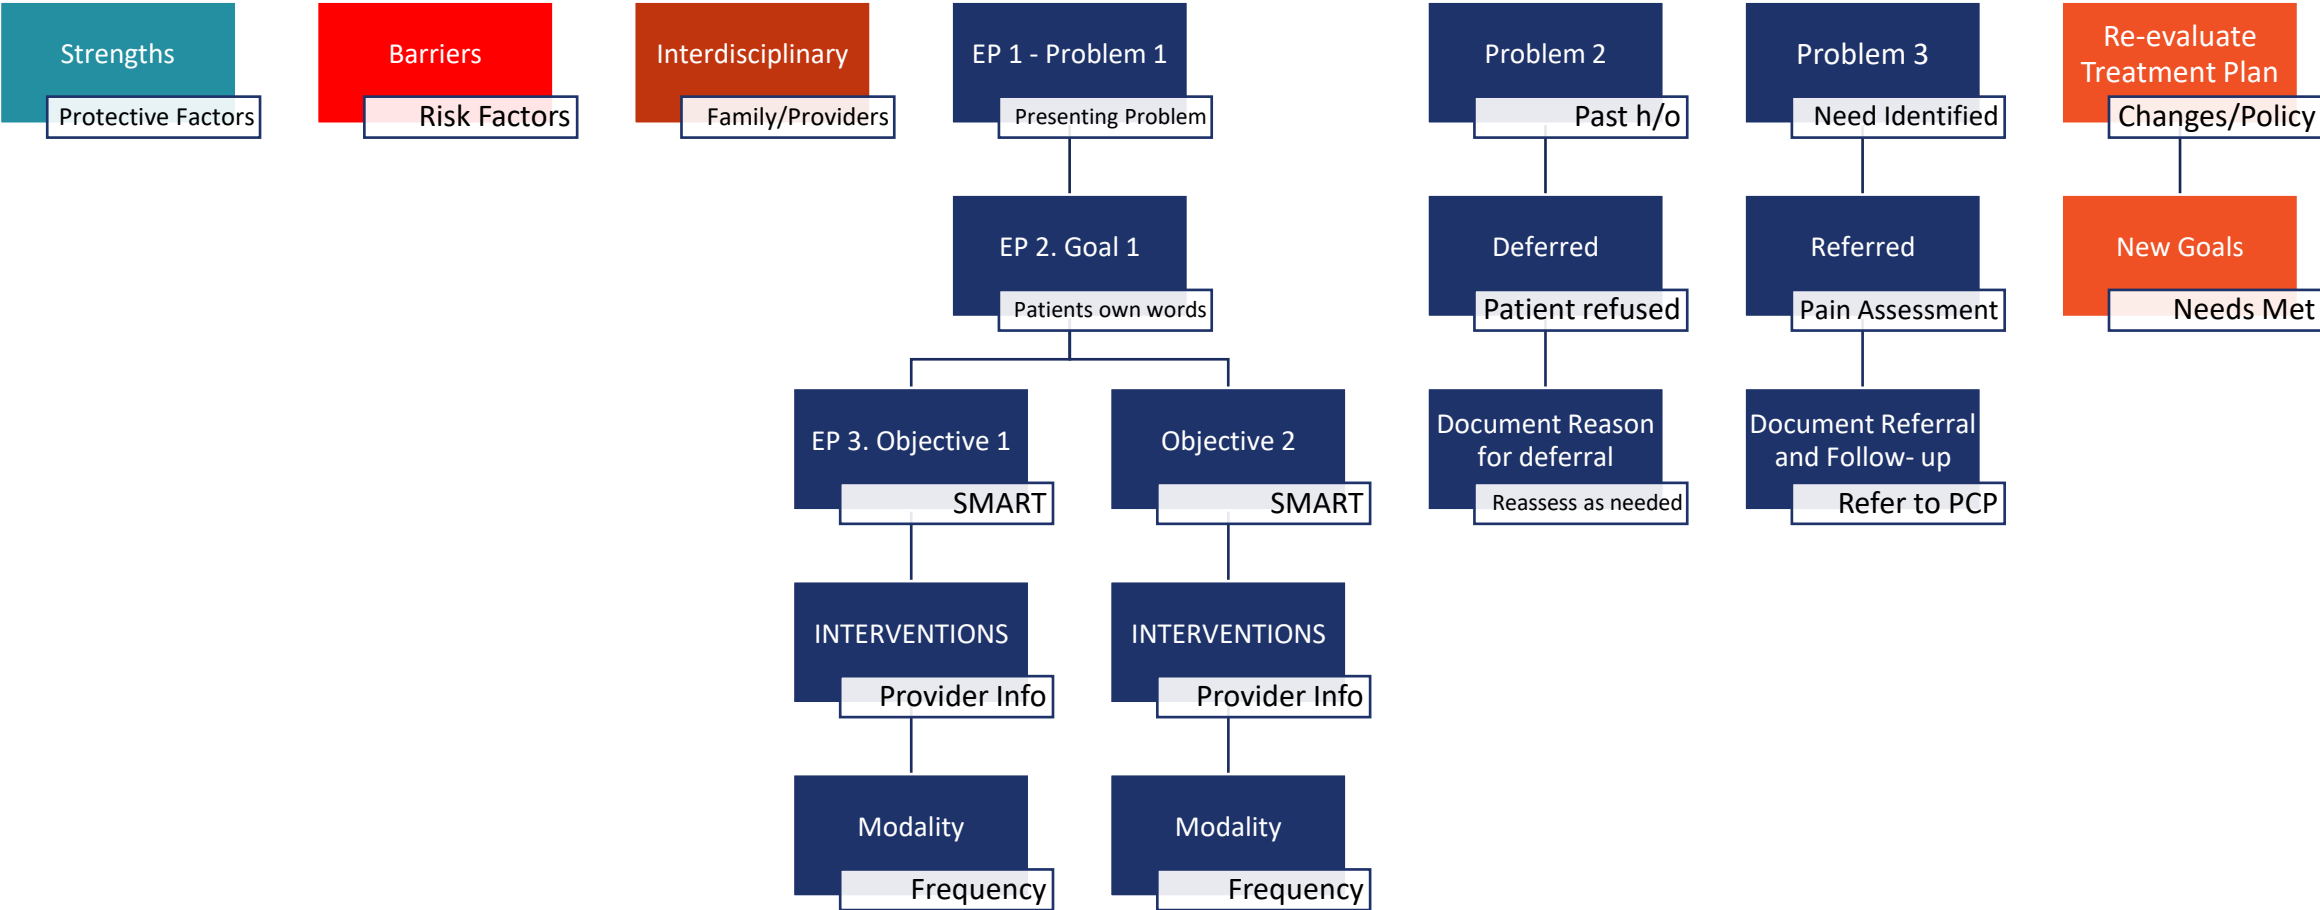 Strengths
Protective Factors
Barriers
Risk Factors
Interdisciplinary
Family/Providers
EP 1 - Problem 1
Presenting Problem
Problem 2
Past h/o
Problem 3
Need Identified
Re-evaluate
Treatment Plan
Changes/Policy
EP 2. Goal 1
Patients own words
Deferred
Patient refused
Referred
Pain Assessment
New Goals
Needs Met
EP 3. Objective 1
SMART
Objective 2
SMART
Document Reason
for deferral
Reassess as needed
Document Referral
and Follow- up
Refer to PCP
INTERVENTIONS
Provider Info
INTERVENTIONS
Provider Info
Modality
Frequency
Modality
Frequency